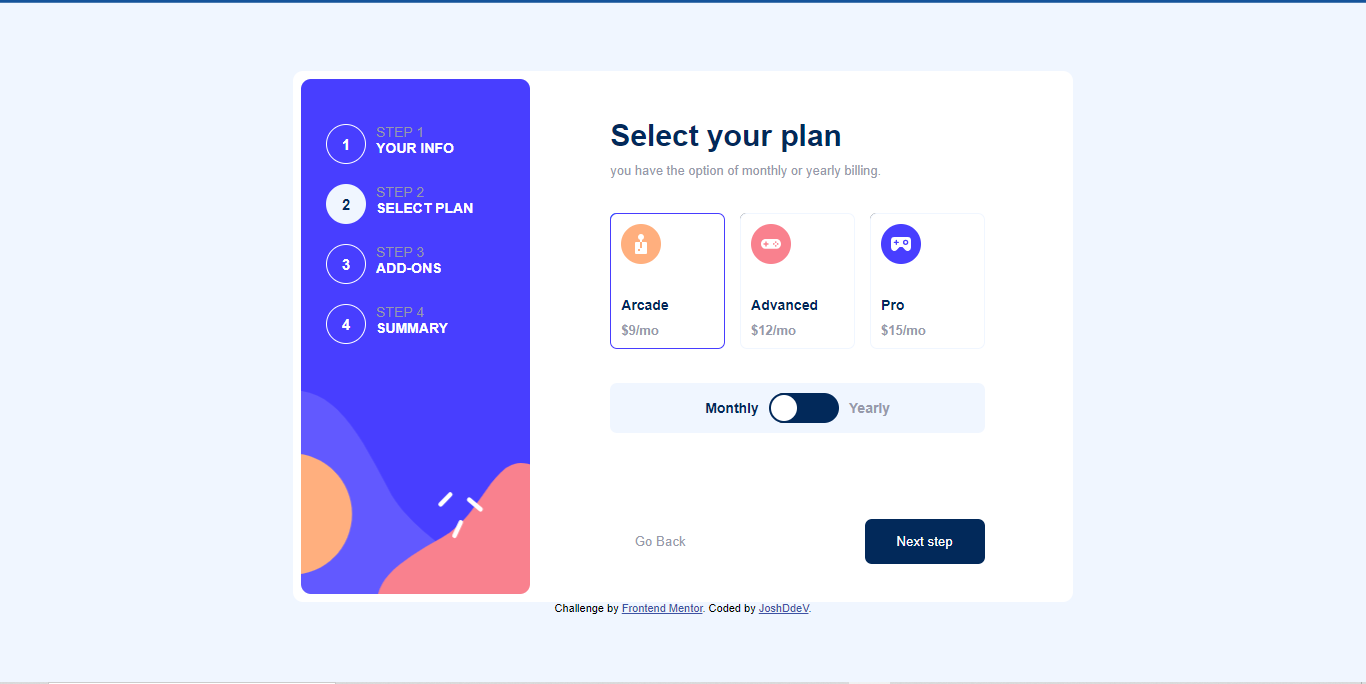 1
STEP 1
YOUR INFO
2
STEP 2
SELECT PLAN
3
STEP 3
ADD-ONS
4
STEP 4
SUMMARY
Select your plan
you have the option of monthly or yearly billing.
Arcade
$9/mo
Advanced
$12/mo
Pro
$15/mo
Monthly Yearly
Go Back
Next step
Challenge by Frontend Mentor. Coded by JoshDdeV.